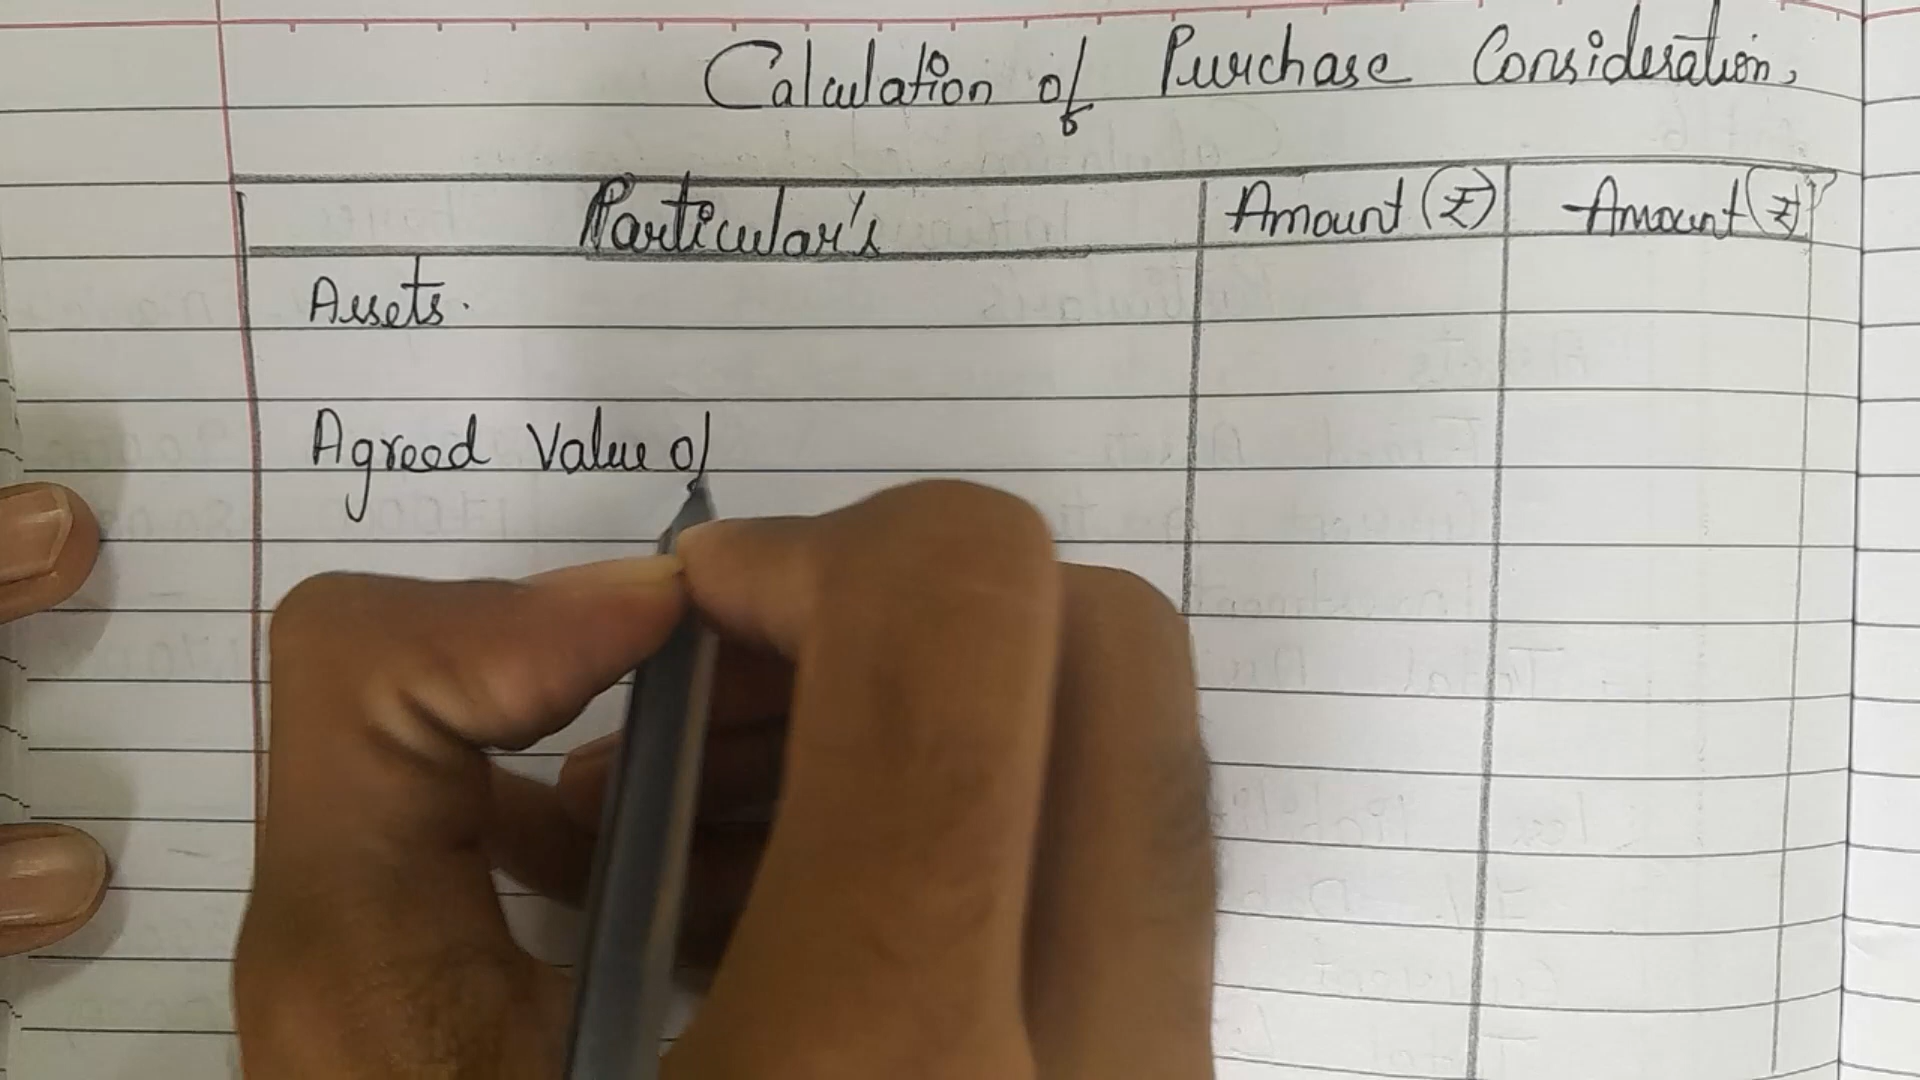 Calculation of Purchase Consideration,
Particular's Amount (₹) Amount (₹)
Assets.
Agreed Value of